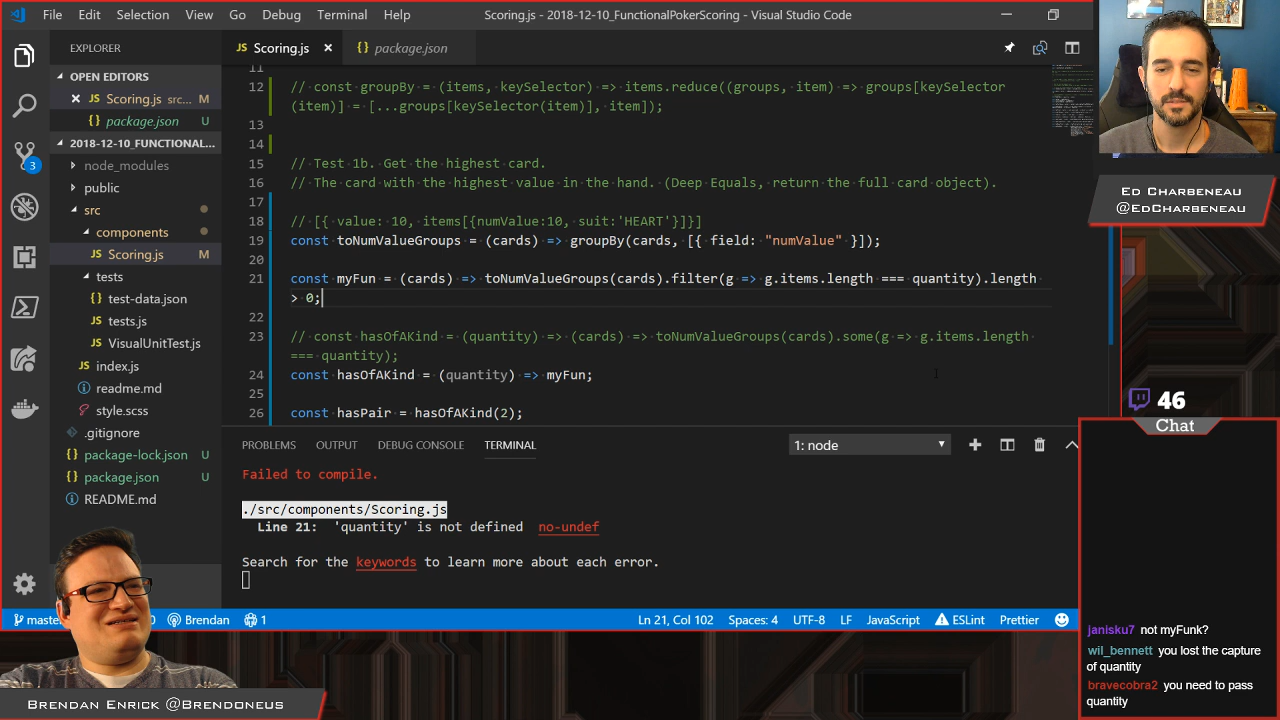 File Edit Selection View Go Debug Terminal Help
Scoring.js - 2018-12-10_FunctionalPokerScoring - Visual Studio Code
EXPLORER
OPEN EDITORS
Scoring.js src... M
package.json U
2018-12-10_FUNCTIONAL...
node_modules
public
src
components
Scoring.js M
tests
test-data.json
tests.js
VisualUnitTest.js
index.js
readme.md
style.scss
.gitignore
package-lock.json U
package.json U
README.md
3
JS Scoring.js
{} package.json
11
12 // const groupBy = (items, keySelector) => items.reduce((groups, item) => groups[keySelector
(item)] = [...groups[keySelector(item)], item]);
13
14
15 // Test 1b. Get the highest card.
16 // The card with the highest value in the hand. (Deep Equals, return the full card object).
17
18 // [{ value: 10, items[{numValue:10, suit:'HEART'}]}]
19 const toNumValueGroups = (cards) => groupBy(cards, [{ field: "numValue" }]);
20
21 const myFun = (cards) => toNumValueGroups(cards).filter(g => g.items.length === quantity).length
> 0;
22
23 // const hasOfAKind = (quantity) => (cards) => toNumValueGroups(cards).some(g => g.items.length
=== quantity);
24 const hasOfAKind = (quantity) => myFun;
25
26 const hasPair = hasOfAKind(2);
PROBLEMS OUTPUT DEBUG CONSOLE TERMINAL
1: node
Failed to compile.
./src/components/Scoring.js
Line 21: 'quantity' is not defined no-undef
Search for the keywords to learn more about each error.
Brendan 1
Ln 21, Col 102 Spaces: 4 UTF-8 LF JavaScript ESLint Prettier
ED CHARBENEAU
@EDCHARBENEAU
46
Chat
janisku7 not myFunk?
wil_bennett you lost the capture
of quantity
bravecobra2 you need to pass
quantity
BRENDAN ENRICK @BRENDONEUS